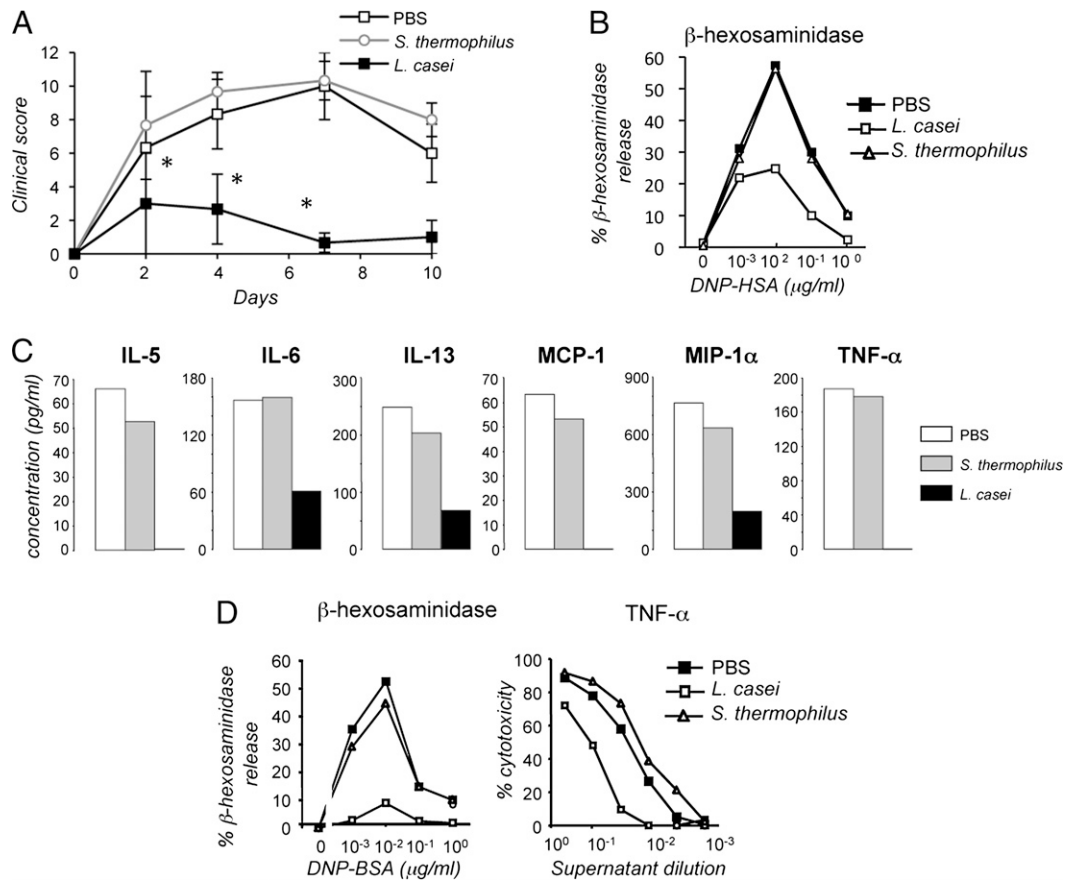 A
PBS
S. thermophilus
L. casei
Clinical score
12
10
8
6
4
2
0
*
*
*
0 2 4 6 8 10
Days
B
β-hexosaminidase
% β-hexosaminidase
release
60
50
40
30
20
10
0
PBS
L. casei
S. thermophilus
0 10-3 10 2 10-1 10 0
DNP-HSA (µg/ml)
C
IL-5
IL-6
IL-13
MCP-1
MIP-1α
TNF-α
concentration (pg/ml)
70
60
50
40
30
20
10
0
180
120
60
0
300
200
100
0
70
60
50
40
30
20
10
0
900
600
300
0
200
160
120
80
40
0
PBS
S. thermophilus
L. casei
D
β-hexosaminidase
% β-hexosaminidase
release
60
50
40
30
20
10
0
0 10-3 10-2 10-1 100
DNP-BSA (µg/ml)
TNF-α
% cytotoxicity
100
80
60
40
20
0
100 10-1 10-2 10-3
Supernatant dilution
PBS
L. casei
S. thermophilus